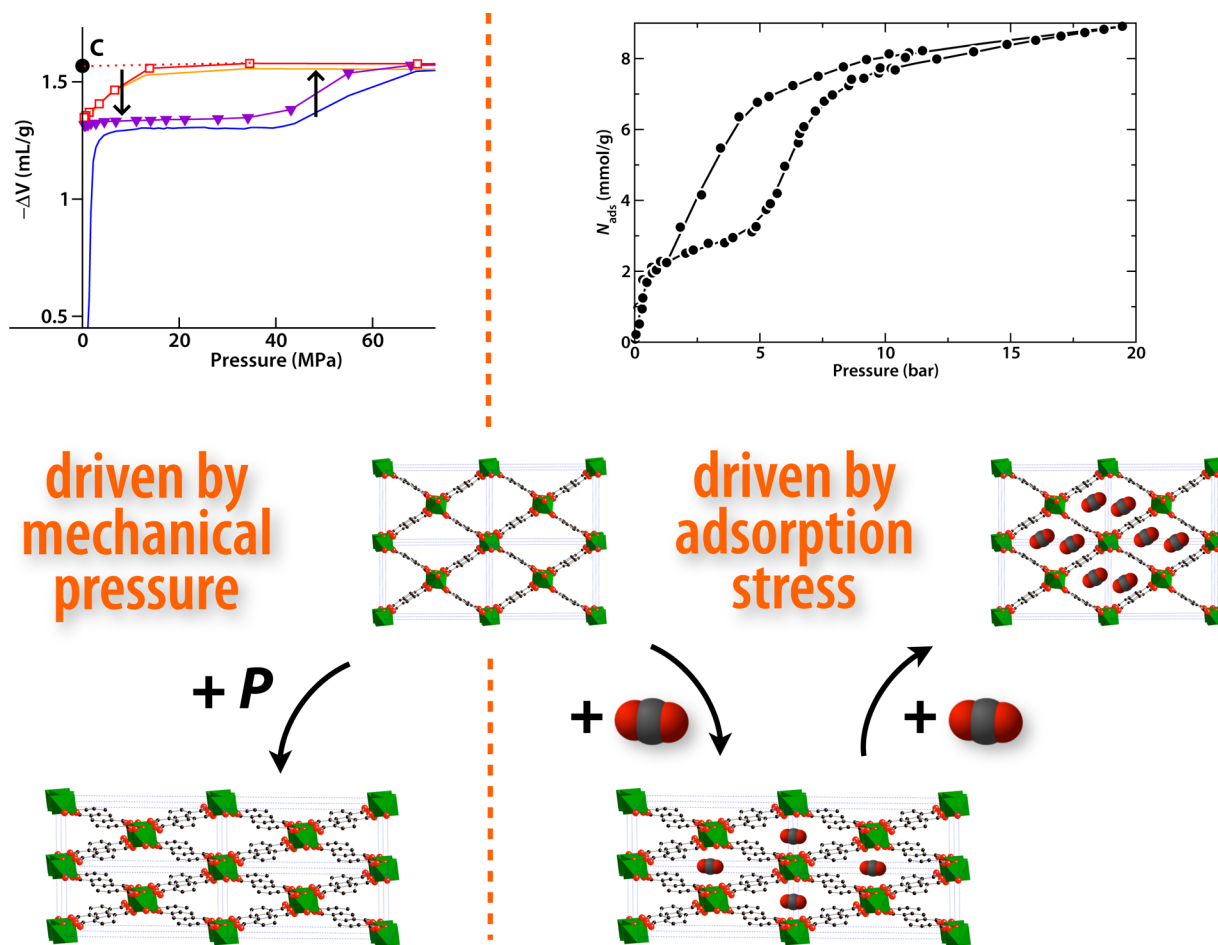 C
1.5
1
0.5
−ΔV (mL/g)
0
20
40
60
Pressure (MPa)
8
6
4
2
0
N_ads (mmol/g)
0
5
10
15
20
Pressure (bar)
driven by
mechanical
pressure
driven by
adsorption
stress
+ P
+
+